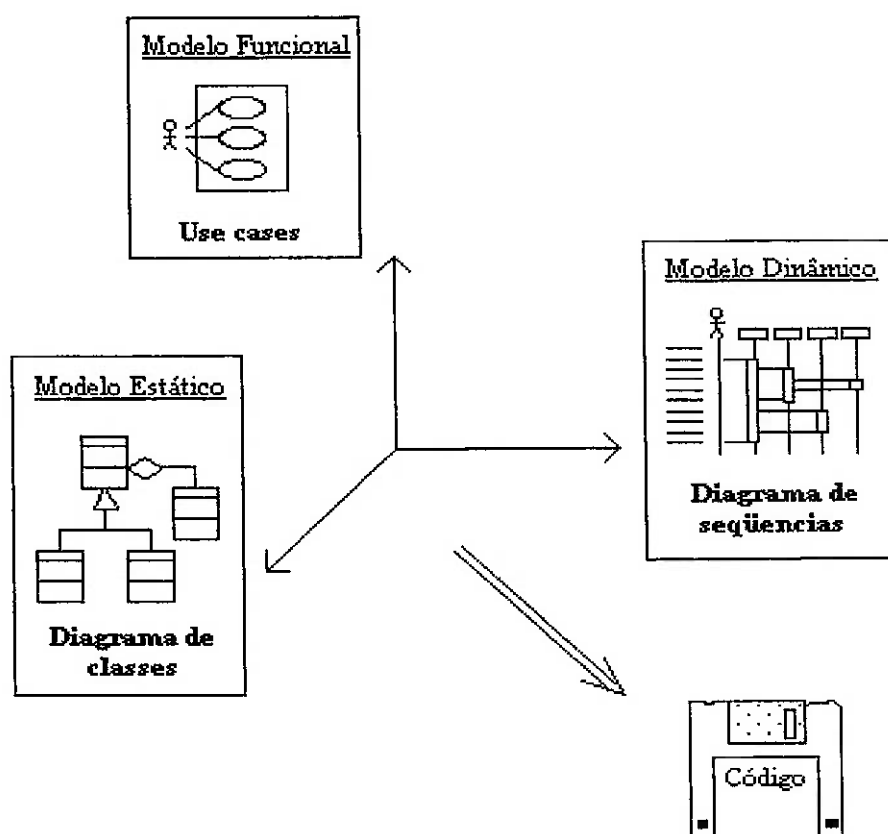 Modelo Funcional
Use cases
Modelo Dinâmico
Diagrama de
seqüencias
Modelo Estático
Diagrama de
classes
Código